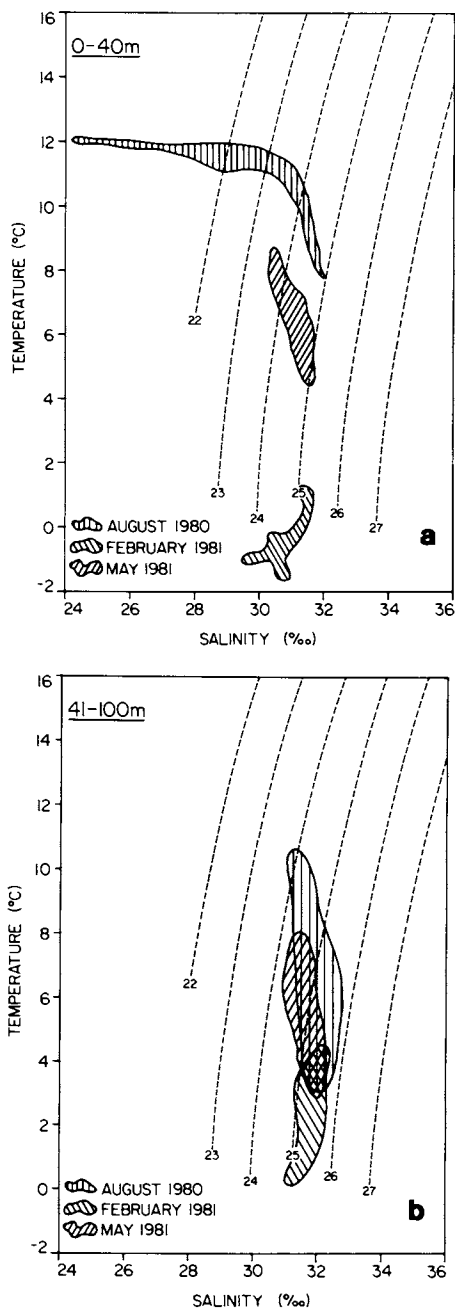 16
0-40m
14
12
10
8
6
4
2
0
-2
TEMPERATURE (°C)
22
23
24
25
26
27
AUGUST 1980
FEBRUARY 1981
MAY 1981
a
24 26 28 30 32 34 36
SALINITY (‰)
16
41-100m
14
12
10
8
6
4
2
0
-2
TEMPERATURE (°C)
22
23
24
25
26
27
AUGUST 1980
FEBRUARY 1981
MAY 1981
b
24 26 28 30 32 34 36
SALINITY (‰)